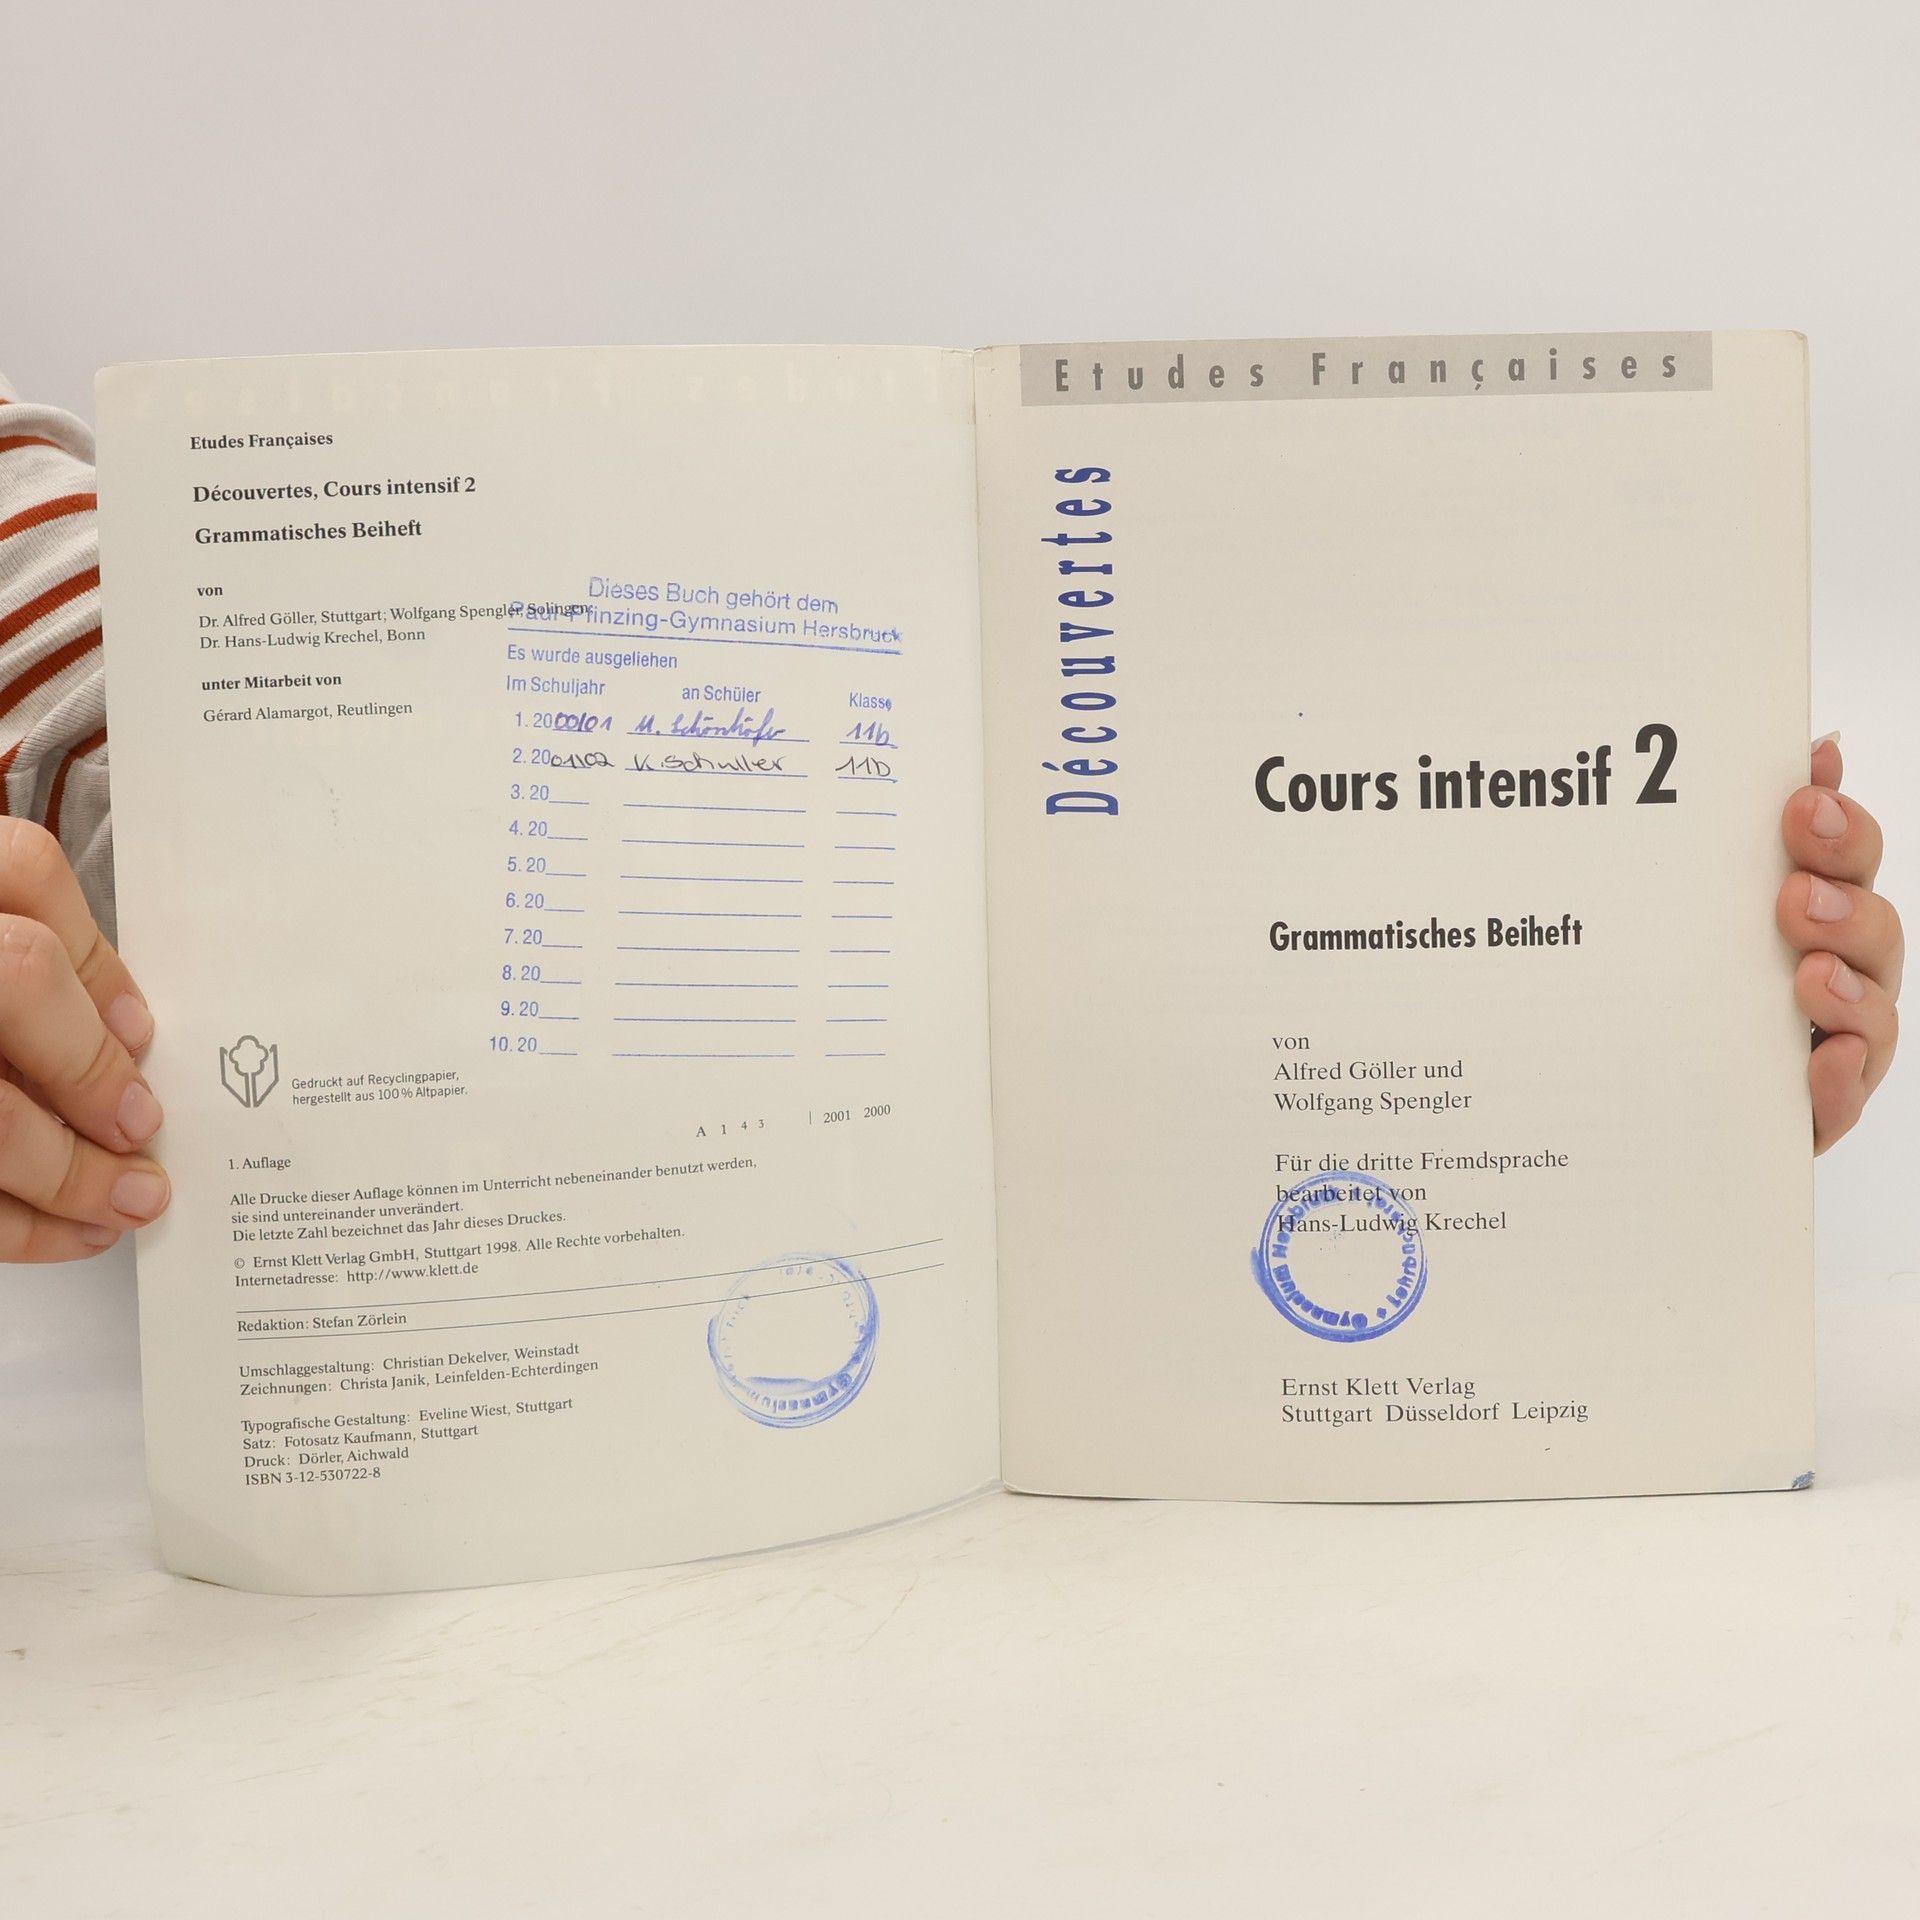 Etudes Françaises
Découvertes, Cours intensif 2
Grammatisches Beiheft
von
Dr. Alfred Göller, Stuttgart; Wolfgang Spengler, Solingen;
Dr. Hans-Ludwig Krechel, Bonn
unter Mitarbeit von
Gérard Alamargot, Reutlingen
Dieses Buch gehört dem
Paul-Pfinzing-Gymnasium Hersbruck
Es wurde ausgeliehen
Im Schuljahr an Schüler Klasse
1. 2000/01 M. Schönhöfer 11b
2. 2001/02 K. Schuller 11D
3. 20
4. 20
5. 20
6. 20
7. 20
8. 20
9. 20
10. 20
Gedruckt auf Recyclingpapier,
hergestellt aus 100% Altpapier.
A 1 4 3 | 2001 2000
1. Auflage
Alle Drucke dieser Auflage können im Unterricht nebeneinander benutzt werden,
sie sind untereinander unverändert.
Die letzte Zahl bezeichnet das Jahr dieses Druckes.
© Ernst Klett Verlag GmbH, Stuttgart 1998. Alle Rechte vorbehalten.
Internetadresse: http://www.klett.de
Redaktion: Stefan Zörlein
Umschlaggestaltung: Christian Dekelver, Weinstadt
Zeichnungen: Christa Janik, Leinfelden-Echterdingen
Typografische Gestaltung: Eveline Wiest, Stuttgart
Satz: Fotosatz Kaufmann, Stuttgart
Druck: Dörler, Aichwald
ISBN 3-12-530722-8
Gymnasium
Etudes Françaises
Découvertes
Cours intensif 2
Grammatisches Beiheft
von
Alfred Göller und
Wolfgang Spengler
Für die dritte Fremdsprache
bearbeitet von
Hans-Ludwig Krechel
Gymnasium Hersbruck * Lehrbücherei *
Ernst Klett Verlag
Stuttgart Düsseldorf Leipzig